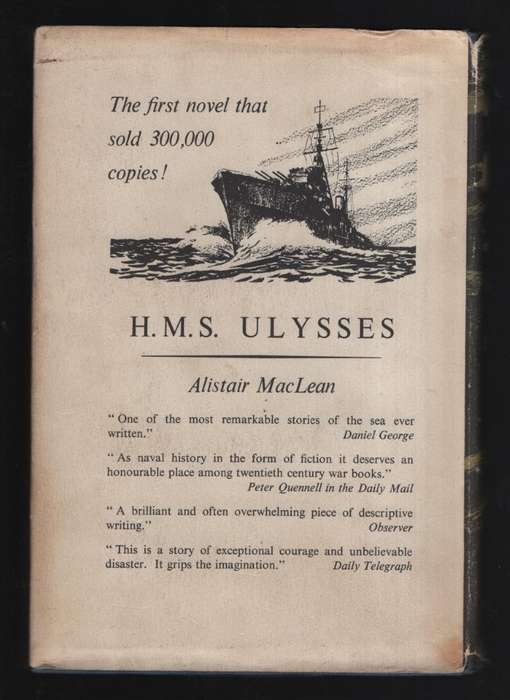 The first novel that
sold 300,000
copies!
H.M.S. ULYSSES
Alistair MacLean
" One of the most remarkable stories of the sea ever
written." Daniel George
" As naval history in the form of fiction it deserves an
honourable place among twentieth century war books."
Peter Quennell in the Daily Mail
" A brilliant and often overwhelming piece of descriptive
writing." Observer
" This is a story of exceptional courage and unbelievable
disaster. It grips the imagination." Daily Telegraph